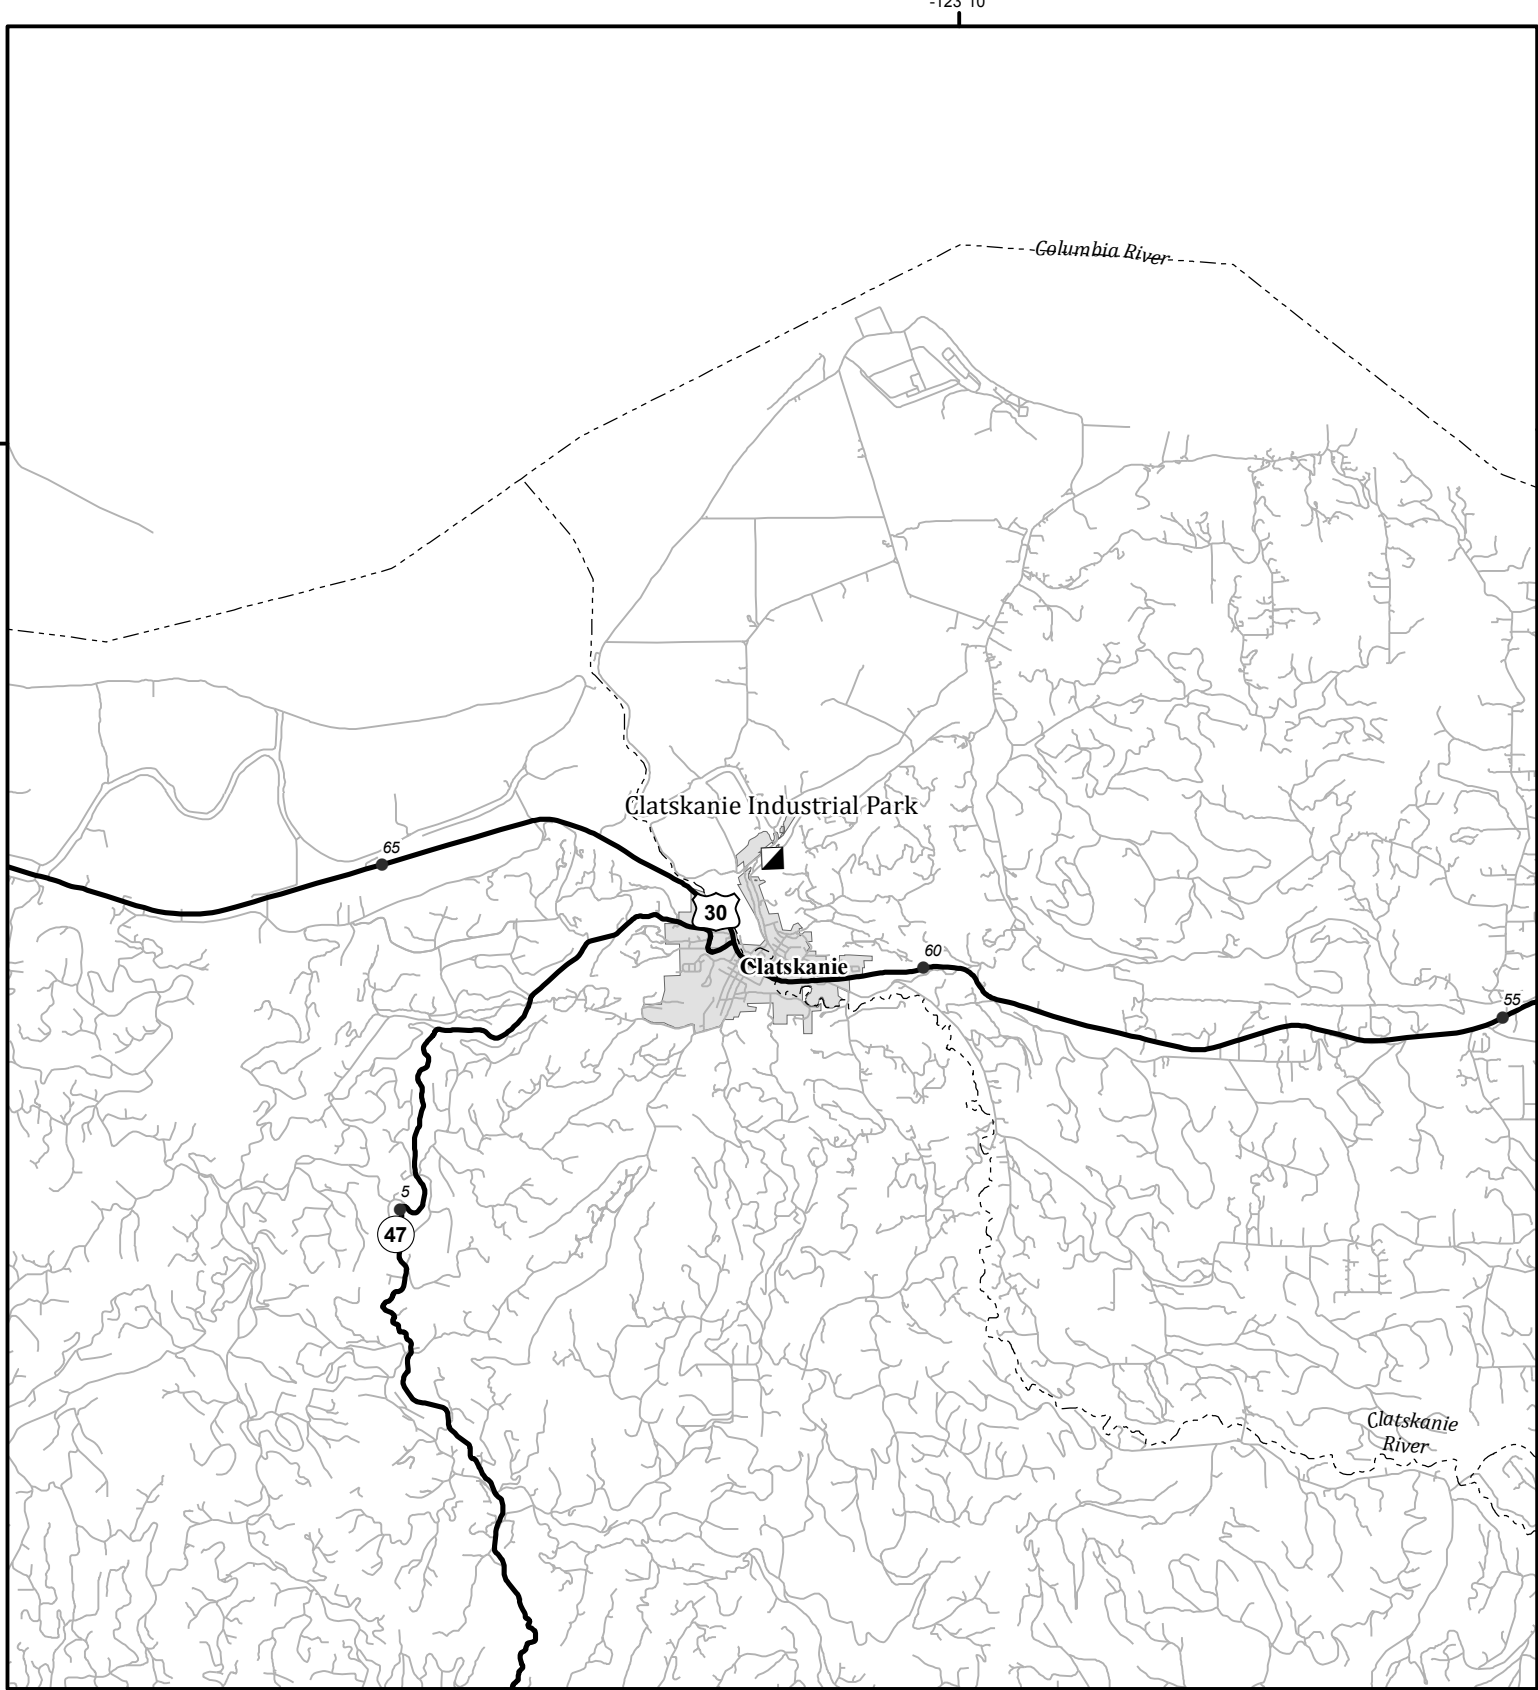 -123 10
Columbia River
Clatskanie Industrial Park
65
30
Clatskanie
60
55
5
47
Clatskanie
River